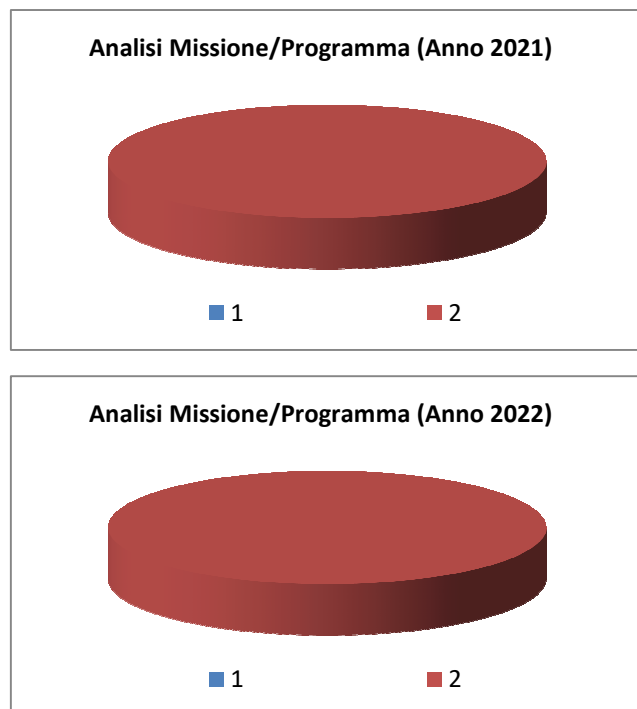 Analisi Missione/Programma (Anno 2021)
1 2
Analisi Missione/Programma (Anno 2022)
1 2